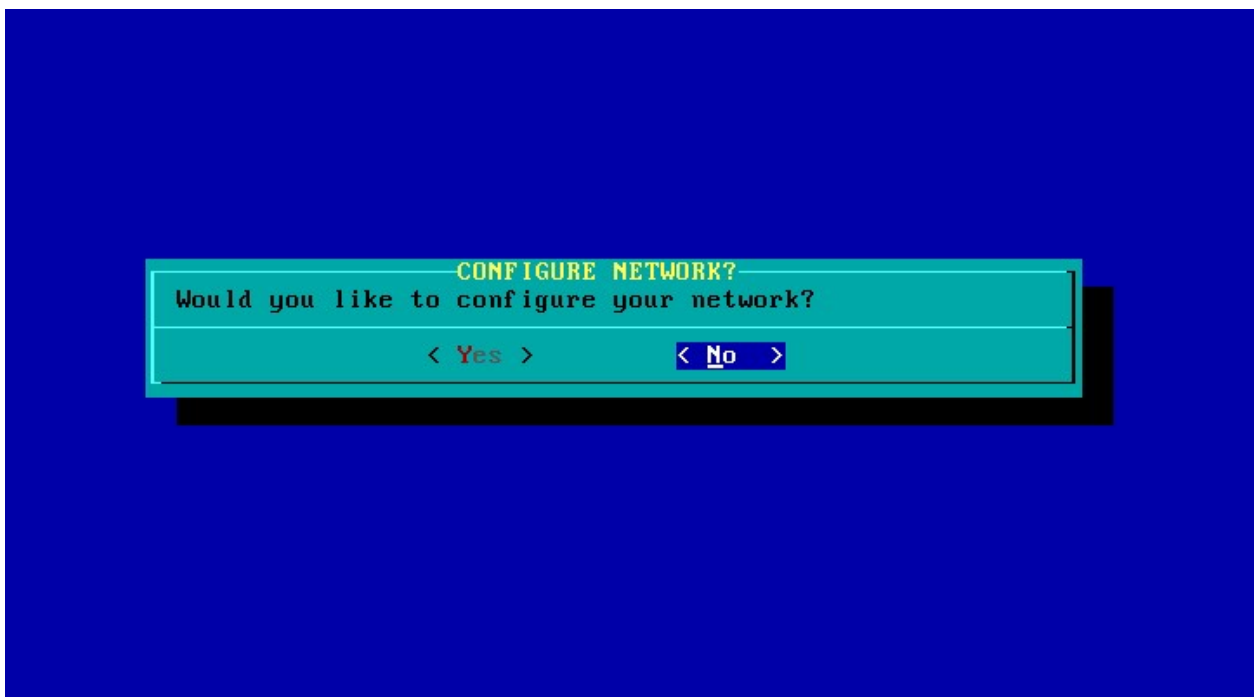 CONFIGURE NETWORK?
Would you like to configure your network?
< Yes > < No >